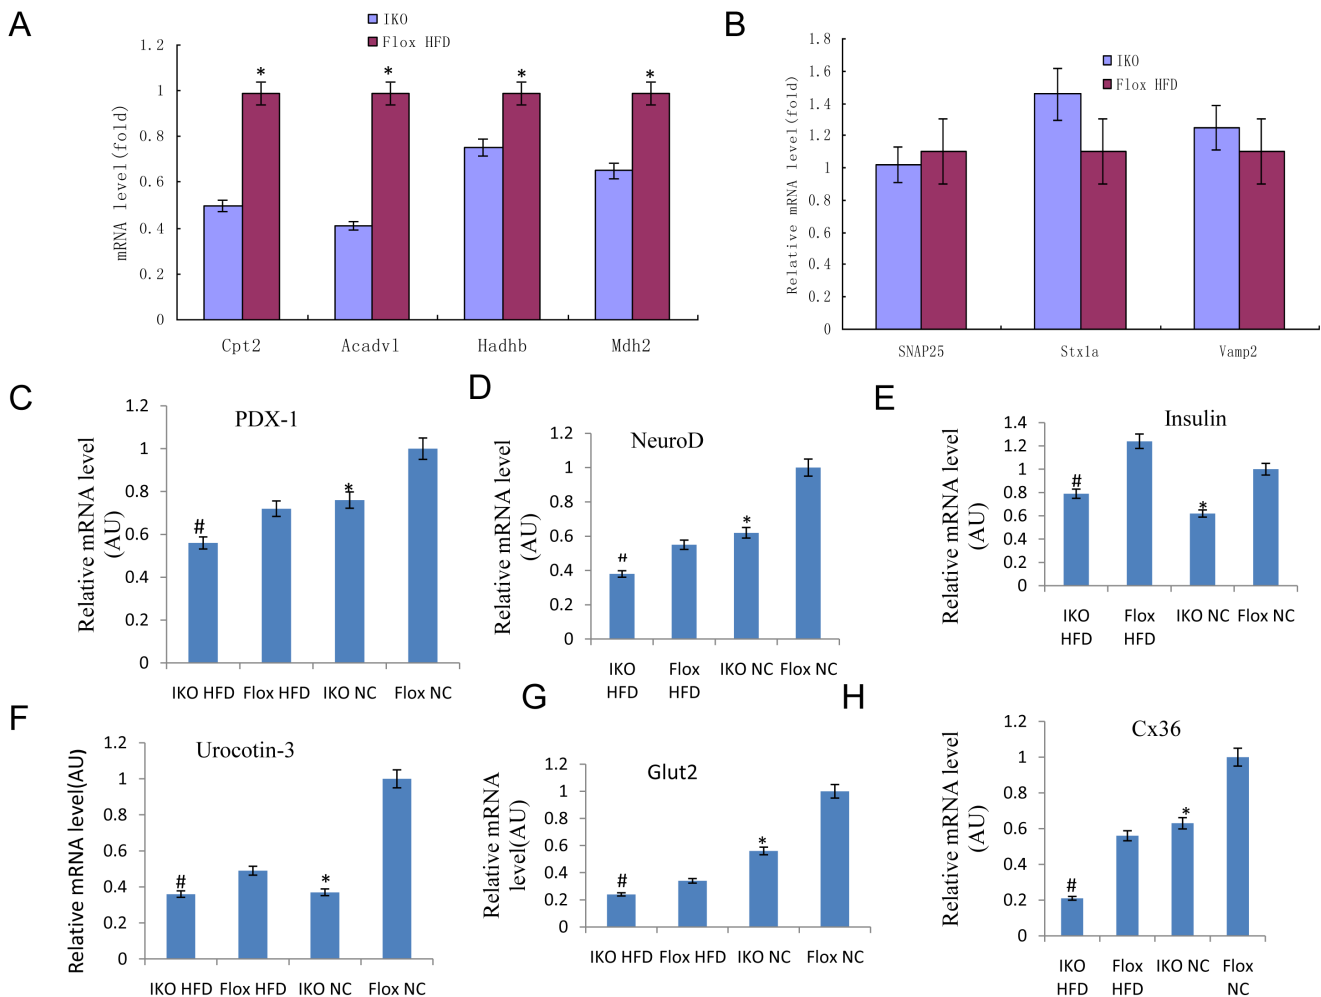 A
IKO
Flox HFD
mRNA level(fold)
1.2
1
0.8
0.6
0.4
0.2
0
* * * *
Cpt2 Acadvl Hadhb Mdh2
B
IKO
Flox HFD
Relative mRNA level(fold)
1.8
1.6
1.4
1.2
1.0
0.8
0.6
0.4
0.2
0
SNAP25 Stx1a Vamp2
C
PDX-1
Relative mRNA level
(AU)
1.2
1
0.8
0.6
0.4
0.2
0
# *
IKO HFD Flox HFD IKO NC Flox NC
D
NeuroD
Relative mRNA level
(AU)
1.2
1
0.8
0.6
0.4
0.2
0
# *
IKO Flox IKO NC Flox NC
HFD HFD
E
Insulin
Relative mRNA level
(AU)
1.4
1.2
1
0.8
0.6
0.4
0.2
0
# *
IKO Flox IKO NC Flox NC
HFD HFD
F
Urocotin-3
Relative mRNA level(AU)
1.2
1
0.8
0.6
0.4
0.2
0
# *
IKO HFD Flox HFD IKO NC Flox NC
G
Glut2
Relative mRNA
level(AU)
1.2
1
0.8
0.6
0.4
0.2
0
# *
IKO HFD Flox HFD IKO NC Flox NC
H
Cx36
Relative mRNA level
(AU)
1.2
1
0.8
0.6
0.4
0.2
0
# *
IKO Flox IKO NC Flox
HFD HFD NC